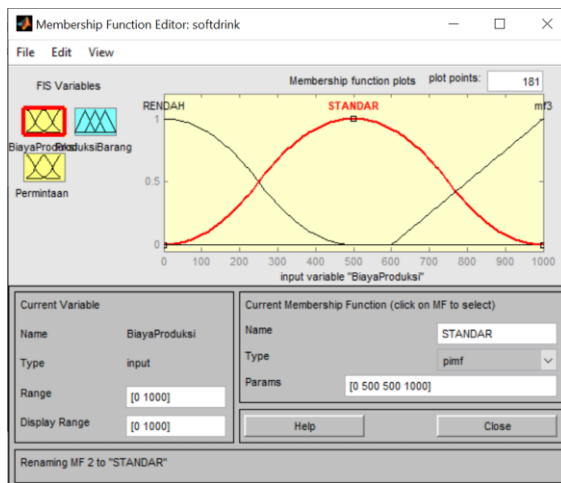 Membership Function Editor: softdrink
File Edit View
FIS Variables
Membership function plots plot points: 181
RENDAH STANDAR mf3
BiayaProduksi ProduksiBarang
Permintaan
1
0.5
0
0 100 200 300 400 500 600 700 800 900 1000
input variable "BiayaProduksi"
Current Variable
Name BiayaProduksi
Type input
Range [0 1000]
Display Range [0 1000]
Current Membership Function (click on MF to select)
Name STANDAR
Type pimf
Params [0 500 500 1000]
Help Close
Renaming MF 2 to "STANDAR"